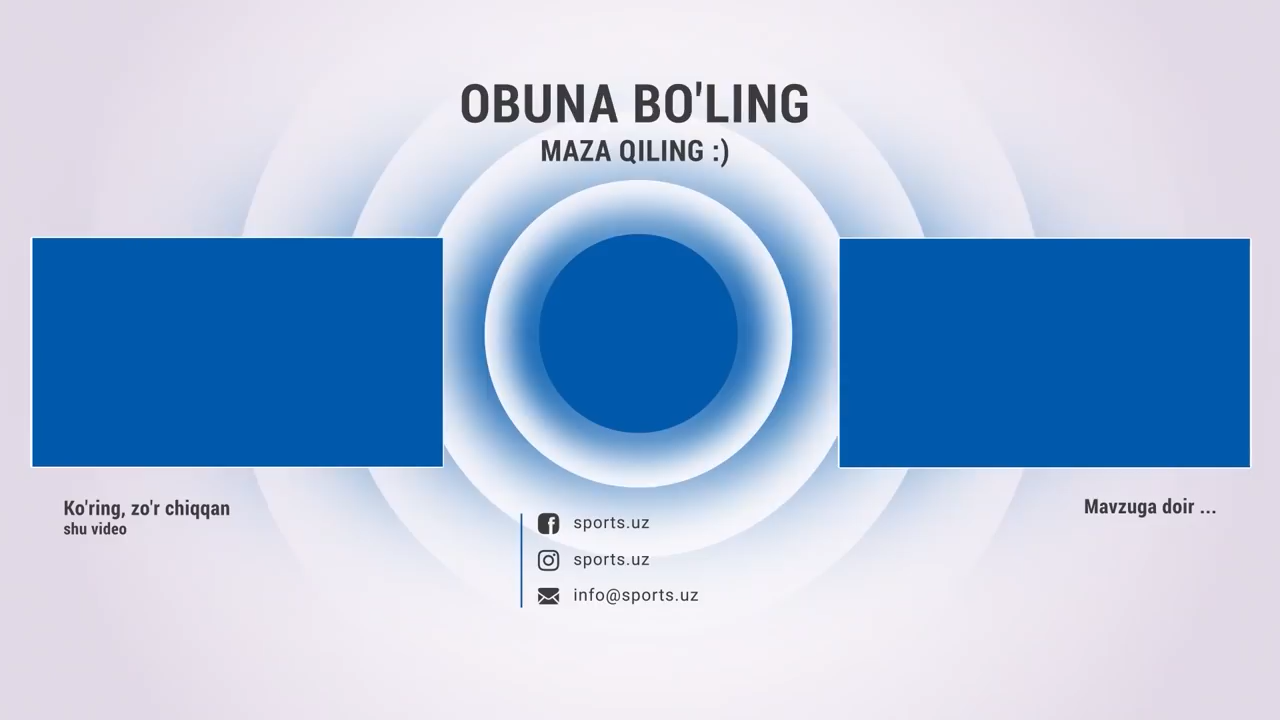 OBUNA BO'LING
MAZA QILING :)
Ko'ring, zo'r chiqqan
shu video
Mavzuga doir ...
sports.uz
sports.uz
info@sports.uz